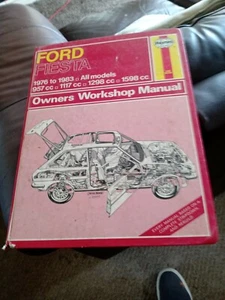 FORD
FIESTA
1976 to 1983 □ All models
957 cc □ 1117 cc □ 1298 cc □ 1598 cc
Owners Workshop Manual